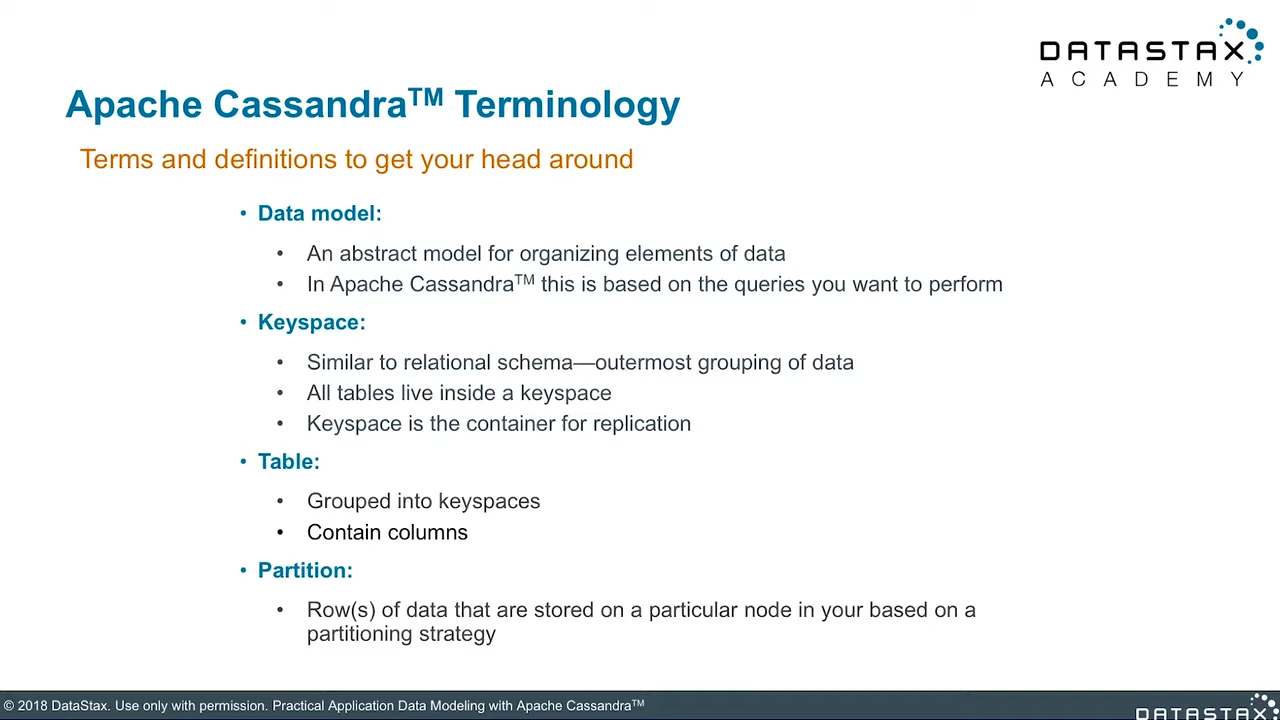 DATASTAX
ACADEMY
Apache Cassandra™ Terminology
Terms and definitions to get your head around
• Data model:
• An abstract model for organizing elements of data
• In Apache Cassandra™ this is based on the queries you want to perform
• Keyspace:
• Similar to relational schema—outermost grouping of data
• All tables live inside a keyspace
• Keyspace is the container for replication
• Table:
• Grouped into keyspaces
• Contain columns
• Partition:
• Row(s) of data that are stored on a particular node in your based on a
partitioning strategy
© 2018 DataStax. Use only with permission. Practical Application Data Modeling with Apache Cassandra™
DATASTAX